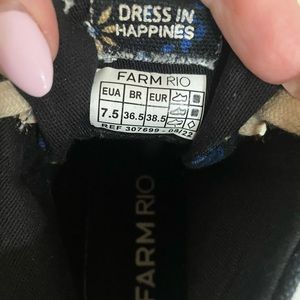 DRESS IN
HAPPINES
FARM RIO
EUA BR EUR
7.5 36.5 38.5
REF 307699 - 08/22
FARM RIO